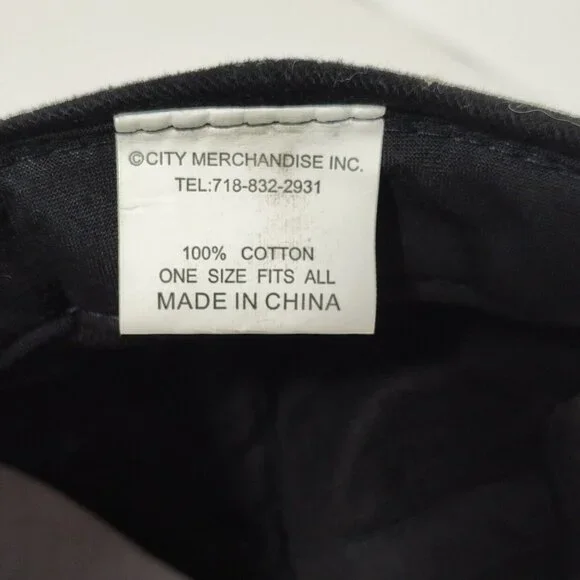 ©CITY MERCHANDISE INC.
TEL:718-832-2931
100% COTTON
ONE SIZE FITS ALL
MADE IN CHINA